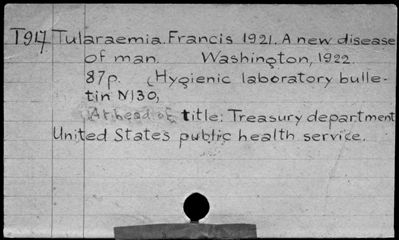 T917 Tularaemia. Francis 1921. A new disease
of man. Washington, 1922.
87p. (Hygienic laboratory bulle-
tin N130,
At head of title: Treasury department
United States public health service.